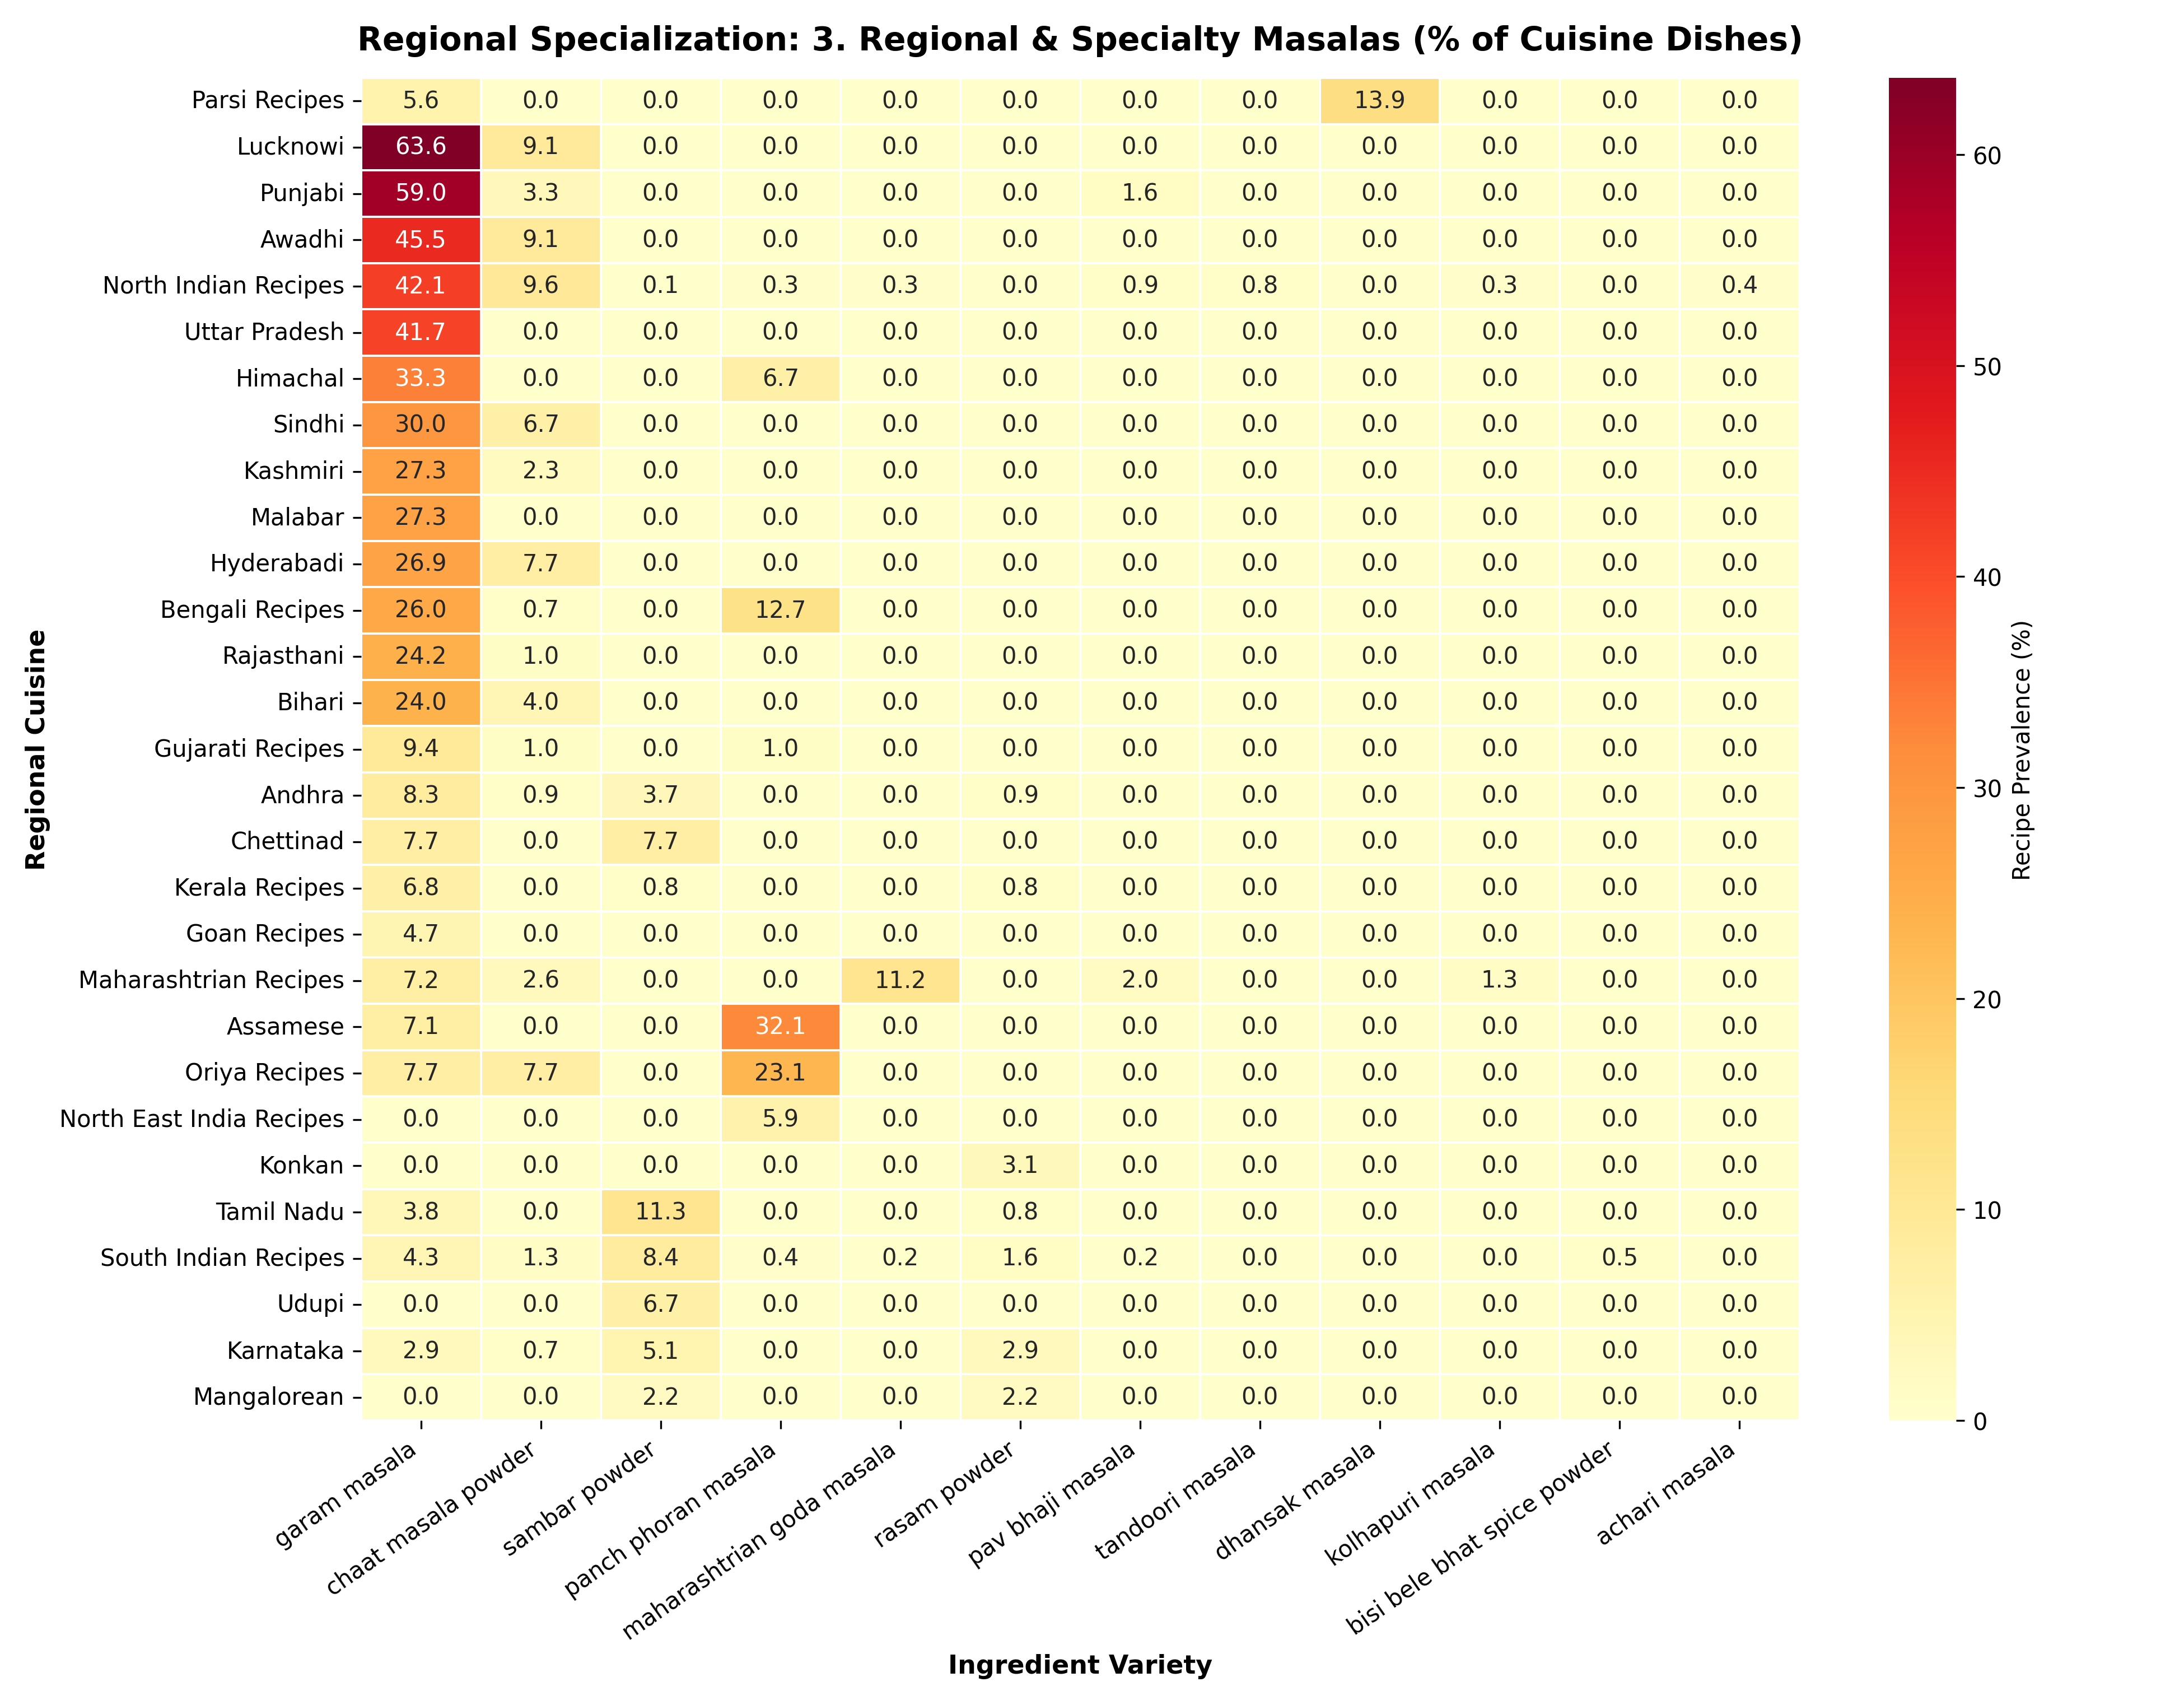 Regional Specialization: 3. Regional & Specialty Masalas (% of Cuisine Dishes)
Regional Cuisine
Parsi Recipes 5.6 0.0 0.0 0.0 0.0 0.0 0.0 0.0 13.9 0.0 0.0 0.0
Lucknowi 63.6 9.1 0.0 0.0 0.0 0.0 0.0 0.0 0.0 0.0 0.0 0.0
Punjabi 59.0 3.3 0.0 0.0 0.0 0.0 1.6 0.0 0.0 0.0 0.0 0.0
Awadhi 45.5 9.1 0.0 0.0 0.0 0.0 0.0 0.0 0.0 0.0 0.0 0.0
North Indian Recipes 42.1 9.6 0.1 0.3 0.3 0.0 0.9 0.8 0.0 0.3 0.0 0.4
Uttar Pradesh 41.7 0.0 0.0 0.0 0.0 0.0 0.0 0.0 0.0 0.0 0.0 0.0
Himachal 33.3 0.0 0.0 6.7 0.0 0.0 0.0 0.0 0.0 0.0 0.0 0.0
Sindhi 30.0 6.7 0.0 0.0 0.0 0.0 0.0 0.0 0.0 0.0 0.0 0.0
Kashmiri 27.3 2.3 0.0 0.0 0.0 0.0 0.0 0.0 0.0 0.0 0.0 0.0
Malabar 27.3 0.0 0.0 0.0 0.0 0.0 0.0 0.0 0.0 0.0 0.0 0.0
Hyderabadi 26.9 7.7 0.0 0.0 0.0 0.0 0.0 0.0 0.0 0.0 0.0 0.0
Bengali Recipes 26.0 0.7 0.0 12.7 0.0 0.0 0.0 0.0 0.0 0.0 0.0 0.0
Rajasthani 24.2 1.0 0.0 0.0 0.0 0.0 0.0 0.0 0.0 0.0 0.0 0.0
Bihari 24.0 4.0 0.0 0.0 0.0 0.0 0.0 0.0 0.0 0.0 0.0 0.0
Gujarati Recipes 9.4 1.0 0.0 1.0 0.0 0.0 0.0 0.0 0.0 0.0 0.0 0.0
Andhra 8.3 0.9 3.7 0.0 0.0 0.9 0.0 0.0 0.0 0.0 0.0 0.0
Chettinad 7.7 0.0 7.7 0.0 0.0 0.0 0.0 0.0 0.0 0.0 0.0 0.0
Kerala Recipes 6.8 0.0 0.8 0.0 0.0 0.8 0.0 0.0 0.0 0.0 0.0 0.0
Goan Recipes 4.7 0.0 0.0 0.0 0.0 0.0 0.0 0.0 0.0 0.0 0.0 0.0
Maharashtrian Recipes 7.2 2.6 0.0 0.0 11.2 0.0 2.0 0.0 0.0 1.3 0.0 0.0
Assamese 7.1 0.0 0.0 32.1 0.0 0.0 0.0 0.0 0.0 0.0 0.0 0.0
Oriya Recipes 7.7 7.7 0.0 23.1 0.0 0.0 0.0 0.0 0.0 0.0 0.0 0.0
North East India Recipes 0.0 0.0 0.0 5.9 0.0 0.0 0.0 0.0 0.0 0.0 0.0 0.0
Konkan 0.0 0.0 0.0 0.0 0.0 3.1 0.0 0.0 0.0 0.0 0.0 0.0
Tamil Nadu 3.8 0.0 11.3 0.0 0.0 0.8 0.0 0.0 0.0 0.0 0.0 0.0
South Indian Recipes 4.3 1.3 8.4 0.4 0.2 1.6 0.2 0.0 0.0 0.0 0.5 0.0
Udupi 0.0 0.0 6.7 0.0 0.0 0.0 0.0 0.0 0.0 0.0 0.0 0.0
Karnataka 2.9 0.7 5.1 0.0 0.0 2.9 0.0 0.0 0.0 0.0 0.0 0.0
Mangalorean 0.0 0.0 2.2 0.0 0.0 2.2 0.0 0.0 0.0 0.0 0.0 0.0
garam masala
chaat masala powder
sambar powder
panch phoran masala
maharashtrian goda masala
rasam powder
pav bhaji masala
tandoori masala
dhansak masala
kolhapuri masala
bisi bele bhat spice powder
achari masala
Ingredient Variety
60
50
40
30
20
10
0
Recipe Prevalence (%)